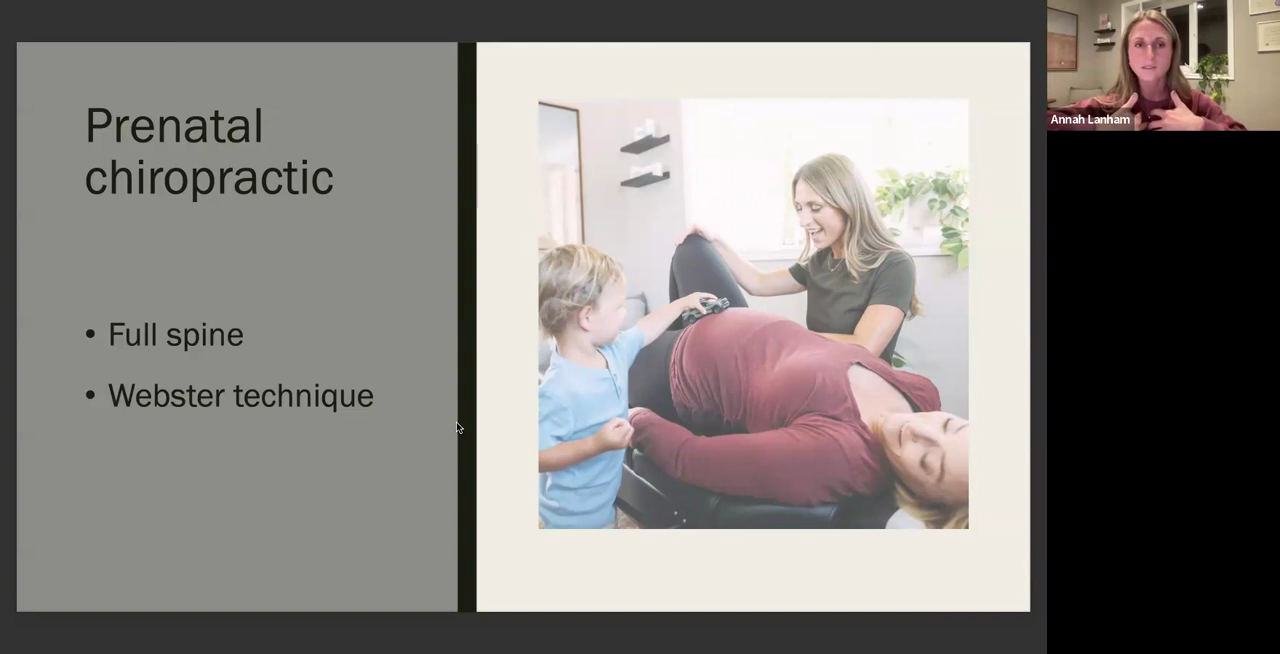 Prenatal
chiropractic
• Full spine
• Webster technique
Annah Lanham